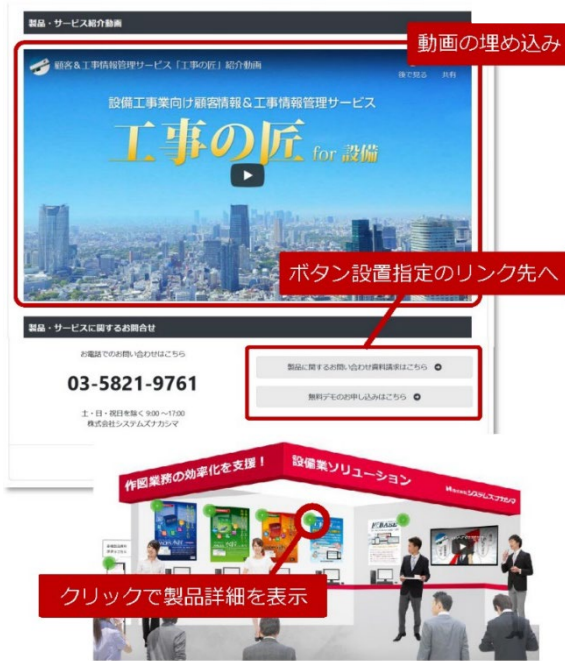 製品・サービス紹介動画
動画の埋め込み
顧客＆工事情報管理サービス「工事の匠」紹介動画
後で見る
共有
設備工事業向け顧客情報＆工事情報管理サービス
工事の匠 for 設備
ボタン設置指定のリンク先へ
製品・サービスに関するお問合せ
お電話でのお問い合わせはこちら
03-5821-9761
土・日・祝日を除く 9:00～17:00
株式会社システムズナカシマ
製品に関するお問い合わせ資料請求はこちら
無料デモのお申し込みはこちら
作図業務の効率化を支援！
設備業ソリューション
株式会社システムズナカシマ
クリックで製品詳細を表示